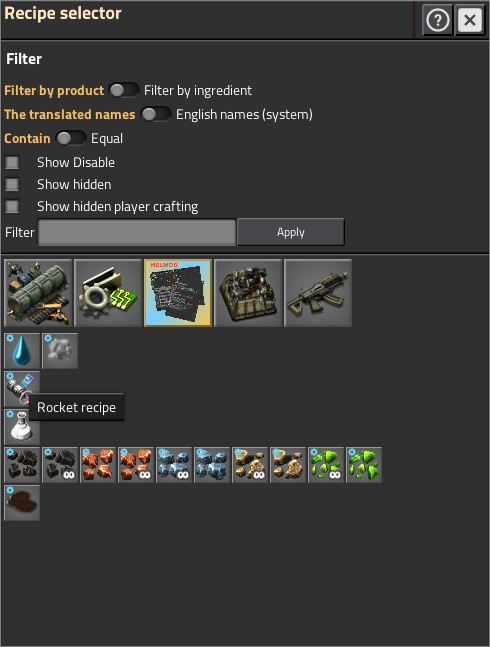 Recipe selector
Filter
Filter by product Filter by ingredient
The translated names English names (system)
Contain Equal
Show Disable
Show hidden
Show hidden player crafting
Filter Apply
HELMOD
Rocket recipe